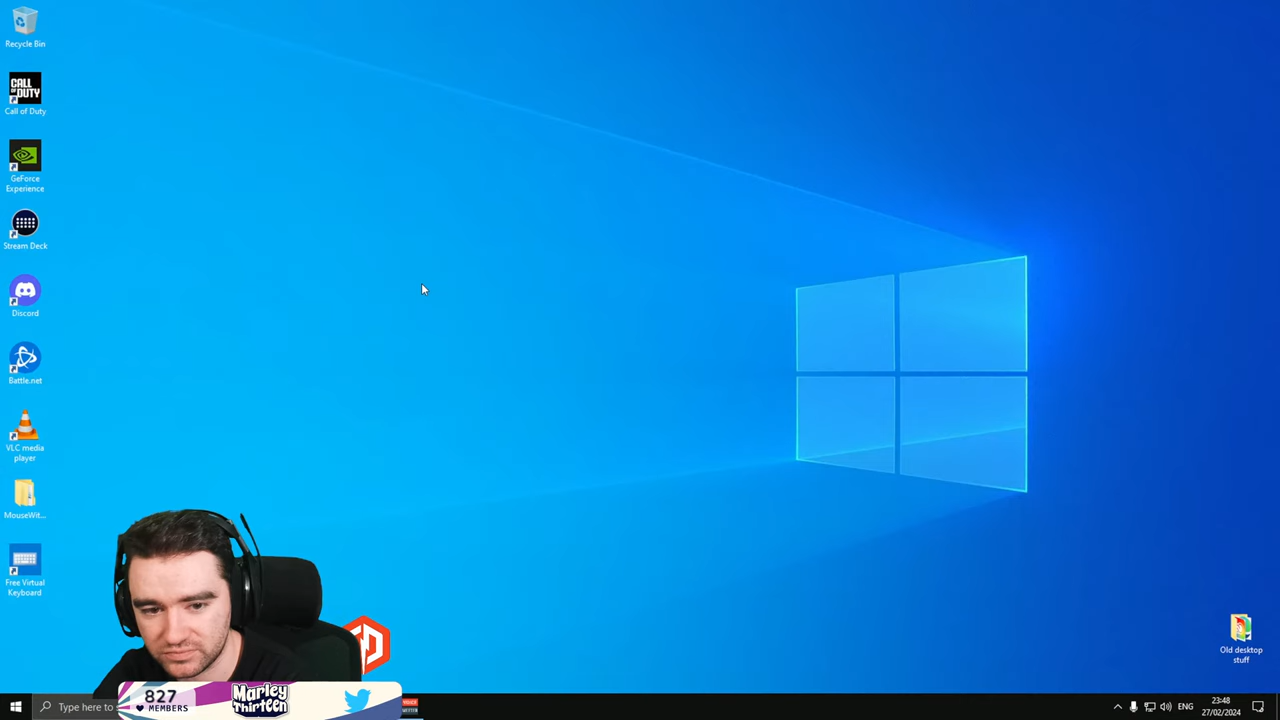 Recycle Bin
CALL OF DUTY
Call of Duty
GeForce
Experience
Stream Deck
Discord
Battle.net
VLC media
player
MouseWit...
Free Virtual
Keyboard
Old desktop
stuff
827
MEMBERS
Marley
Thirteen
Type here to
ENG
23:48
27/02/2024